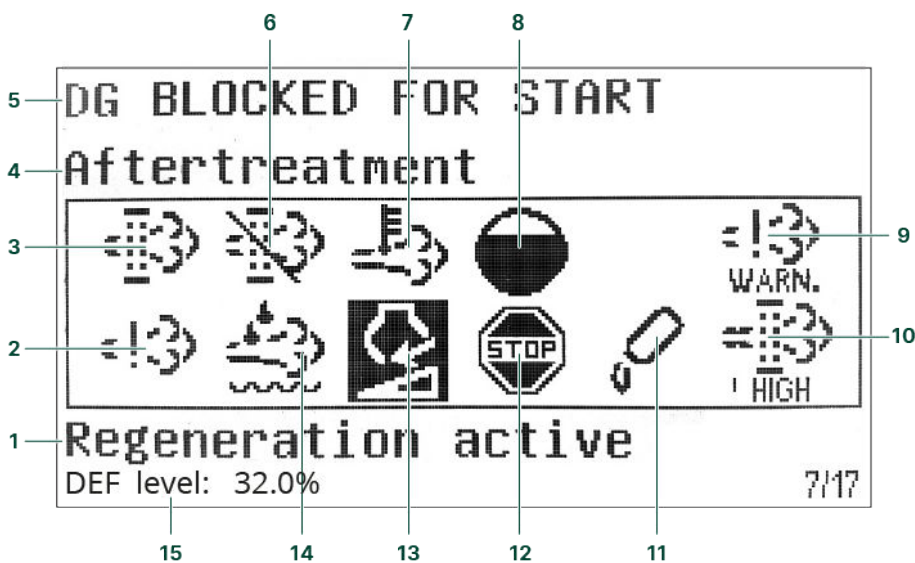 6 7 8
5 DG BLOCKED FOR START
4 Aftertreatment
3 9
WARN.
2 STOP 10
! HIGH
1 Regeneration active
DEF level: 32.0% 7/17
15 14 13 12 11